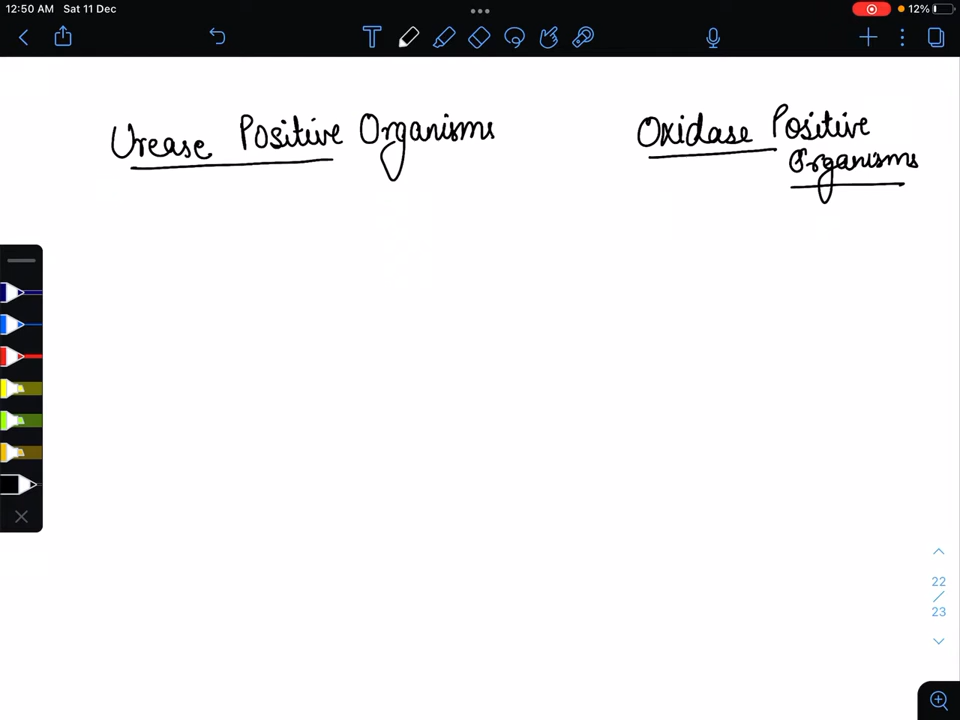 12:50 AM Sat 11 Dec
12%
T
Urease Positive Organisms
Oxidase Positive
Organisms
22
/
23